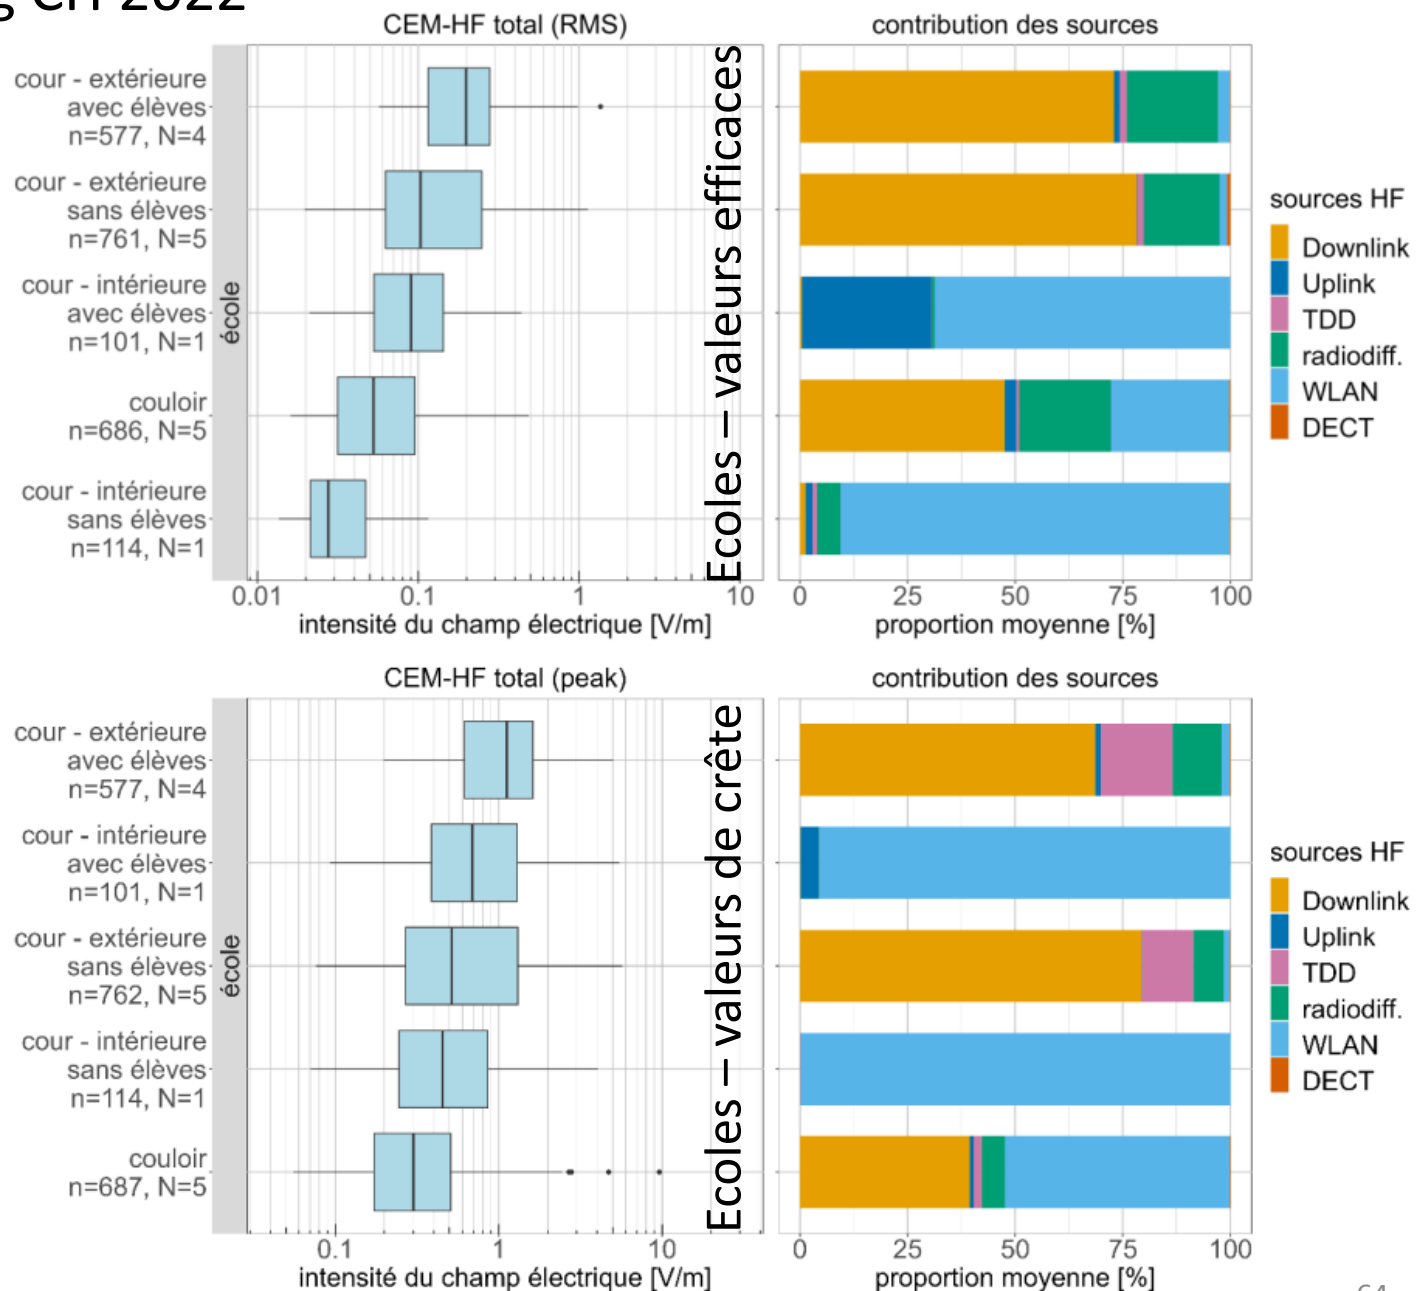 CH 2022
CEM-HF total (RMS)
contribution des sources
cour - extérieure
avec élèves
n=577, N=4
cour - extérieure
sans élèves
n=761, N=5
cour - intérieure
avec élèves
n=101, N=1
couloir
n=686, N=5
cour - intérieure
sans élèves
n=114, N=1
école
Ecoles – valeurs efficaces
0.01 0.1 1 10
intensité du champ électrique [V/m]
0 25 50 75 100
proportion moyenne [%]
sources HF
Downlink
Uplink
TDD
radiodiff.
WLAN
DECT
CEM-HF total (peak)
contribution des sources
cour - extérieure
avec élèves
n=577, N=4
cour - intérieure
avec élèves
n=101, N=1
cour - extérieure
sans élèves
n=762, N=5
cour - intérieure
sans élèves
n=114, N=1
couloir
n=687, N=5
école
Ecoles – valeurs de crête
0.1 1 10
intensité du champ électrique [V/m]
0 25 50 75 100
proportion moyenne [%]
sources HF
Downlink
Uplink
TDD
radiodiff.
WLAN
DECT